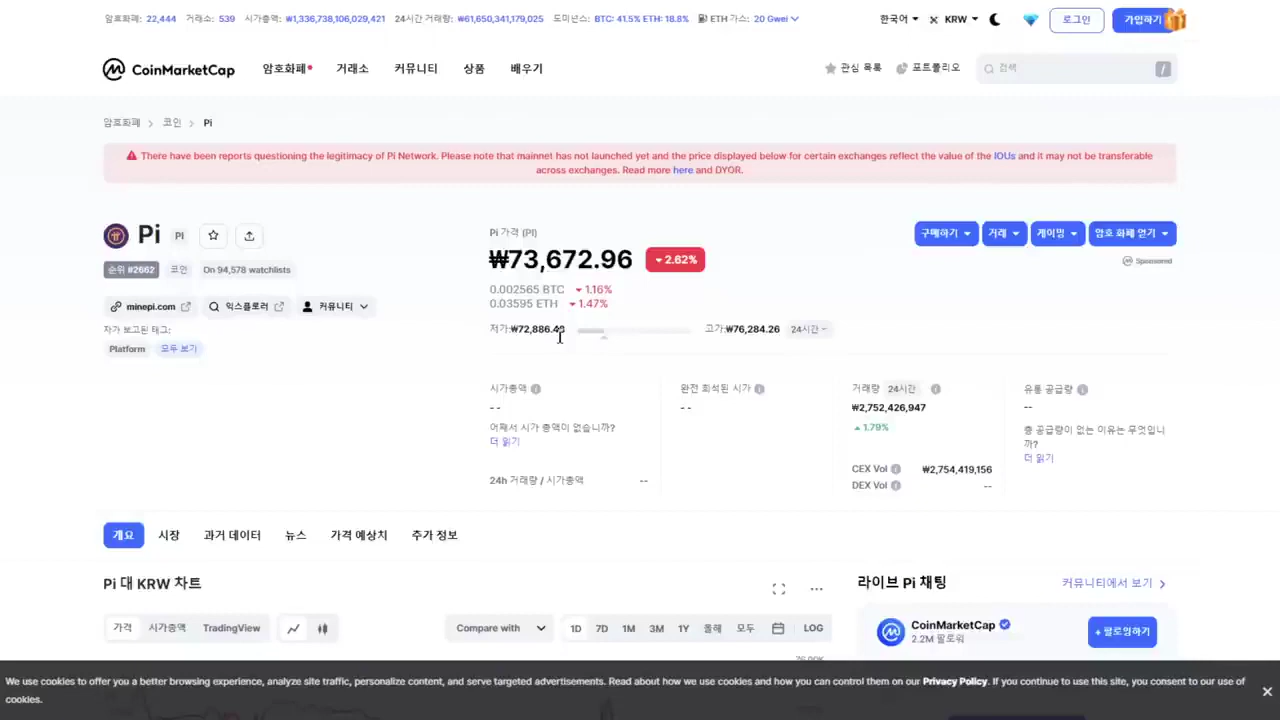 암호화폐: 22,444 거래소: 539 시가총액: ₩1,336,738,106,029,421 24시간 거래량: ₩61,650,341,179,025 도미넌스: BTC: 41.5% ETH: 18.8% ETH 가스: 20 Gwei
한국어 KRW 로그인 가입하기
CoinMarketCap 암호화폐 거래소 커뮤니티 상품 배우기 관심 목록 포트폴리오 검색 /
암호화폐 > 코인 > Pi
There have been reports questioning the legitimacy of Pi Network. Please note that mainnet has not launched yet and the price displayed below for certain exchanges reflect the value of the IOUs and it may not be transferable
across exchanges. Read more here and DYOR.
Pi PI
순위 #2662 코인 On 94,578 watchlists
minepi.com 익스플로러 커뮤니티
자가 보고된 태그:
Platform 모두 보기
Pi 가격 (PI)
₩73,672.96 2.62%
0.002565 BTC 1.16%
0.03595 ETH 1.47%
저가:₩72,886.43 고가:₩76,284.26 24시간
구매하기 거래 게이밍 암호 화폐 얻기
Sponsored
시가총액
- -
어째서 시가 총액이 없습니까?
더 읽기
24h 거래량 / 시가총액 --
완전 희석된 시가
- -
거래량 24시간
₩2,752,426,947
1.79%
CEX Vol ₩2,754,419,156
DEX Vol --
유통 공급량
--
총 공급량이 없는 이유는 무엇입니
까?
더 읽기
개요 시장 과거 데이터 뉴스 가격 예상치 추가 정보
Pi 대 KRW 차트
가격 시가총액 TradingView Compare with 1D 7D 1M 3M 1Y 올해 모두 LOG
라이브 Pi 채팅 커뮤니티에서 보기 >
CoinMarketCap
2.2M 팔로워
+ 팔로잉하기
We use cookies to offer you a better browsing experience, analyze site traffic, personalize content, and serve targeted advertisements. Read about how we use cookies and how you can control them on our Privacy Policy. If you continue to use this site, you consent to our use of
cookies.